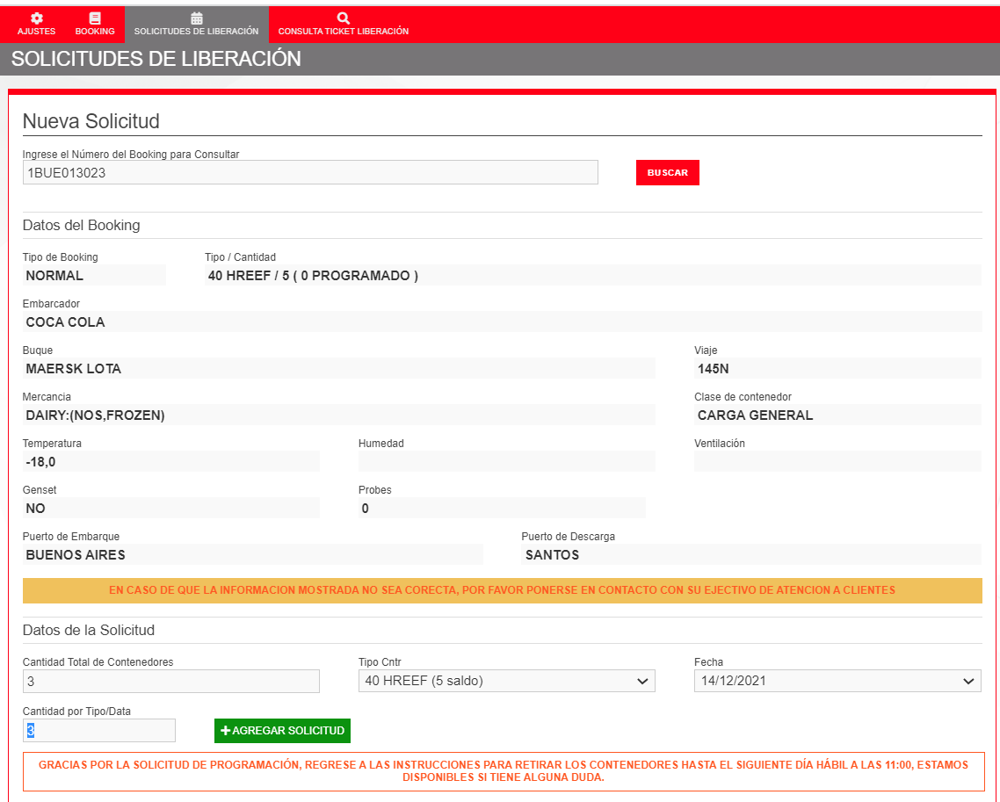 AJUSTES
BOOKING
SOLICITUDES DE LIBERACIÓN
CONSULTA TICKET LIBERACIÓN
SOLICITUDES DE LIBERACIÓN
Nueva Solicitud
Ingrese el Número del Booking para Consultar
1BUE013023
BUSCAR
Datos del Booking
Tipo de Booking
Tipo / Cantidad
NORMAL
40 HREEF / 5 ( 0 PROGRAMADO )
Embarcador
COCA COLA
Buque
Viaje
MAERSK LOTA
145N
Mercancia
Clase de contenedor
DAIRY:(NOS,FROZEN)
CARGA GENERAL
Temperatura
Humedad
Ventilación
-18,0
Genset
Probes
NO
0
Puerto de Embarque
Puerto de Descarga
BUENOS AIRES
SANTOS
EN CASO DE QUE LA INFORMACION MOSTRADA NO SEA CORECTA, POR FAVOR PONERSE EN CONTACTO CON SU EJECTIVO DE ATENCION A CLIENTES
Datos de la Solicitud
Cantidad Total de Contenedores
Tipo Cntr
Fecha
3
40 HREEF (5 saldo)
14/12/2021
Cantidad por Tipo/Data
3
+ AGREGAR SOLICITUD
GRACIAS POR LA SOLICITUD DE PROGRAMACIÓN, REGRESE A LAS INSTRUCCIONES PARA RETIRAR LOS CONTENEDORES HASTA EL SIGUIENTE DÍA HÁBIL A LAS 11:00, ESTAMOS
DISPONIBLES SI TIENE ALGUNA DUDA.